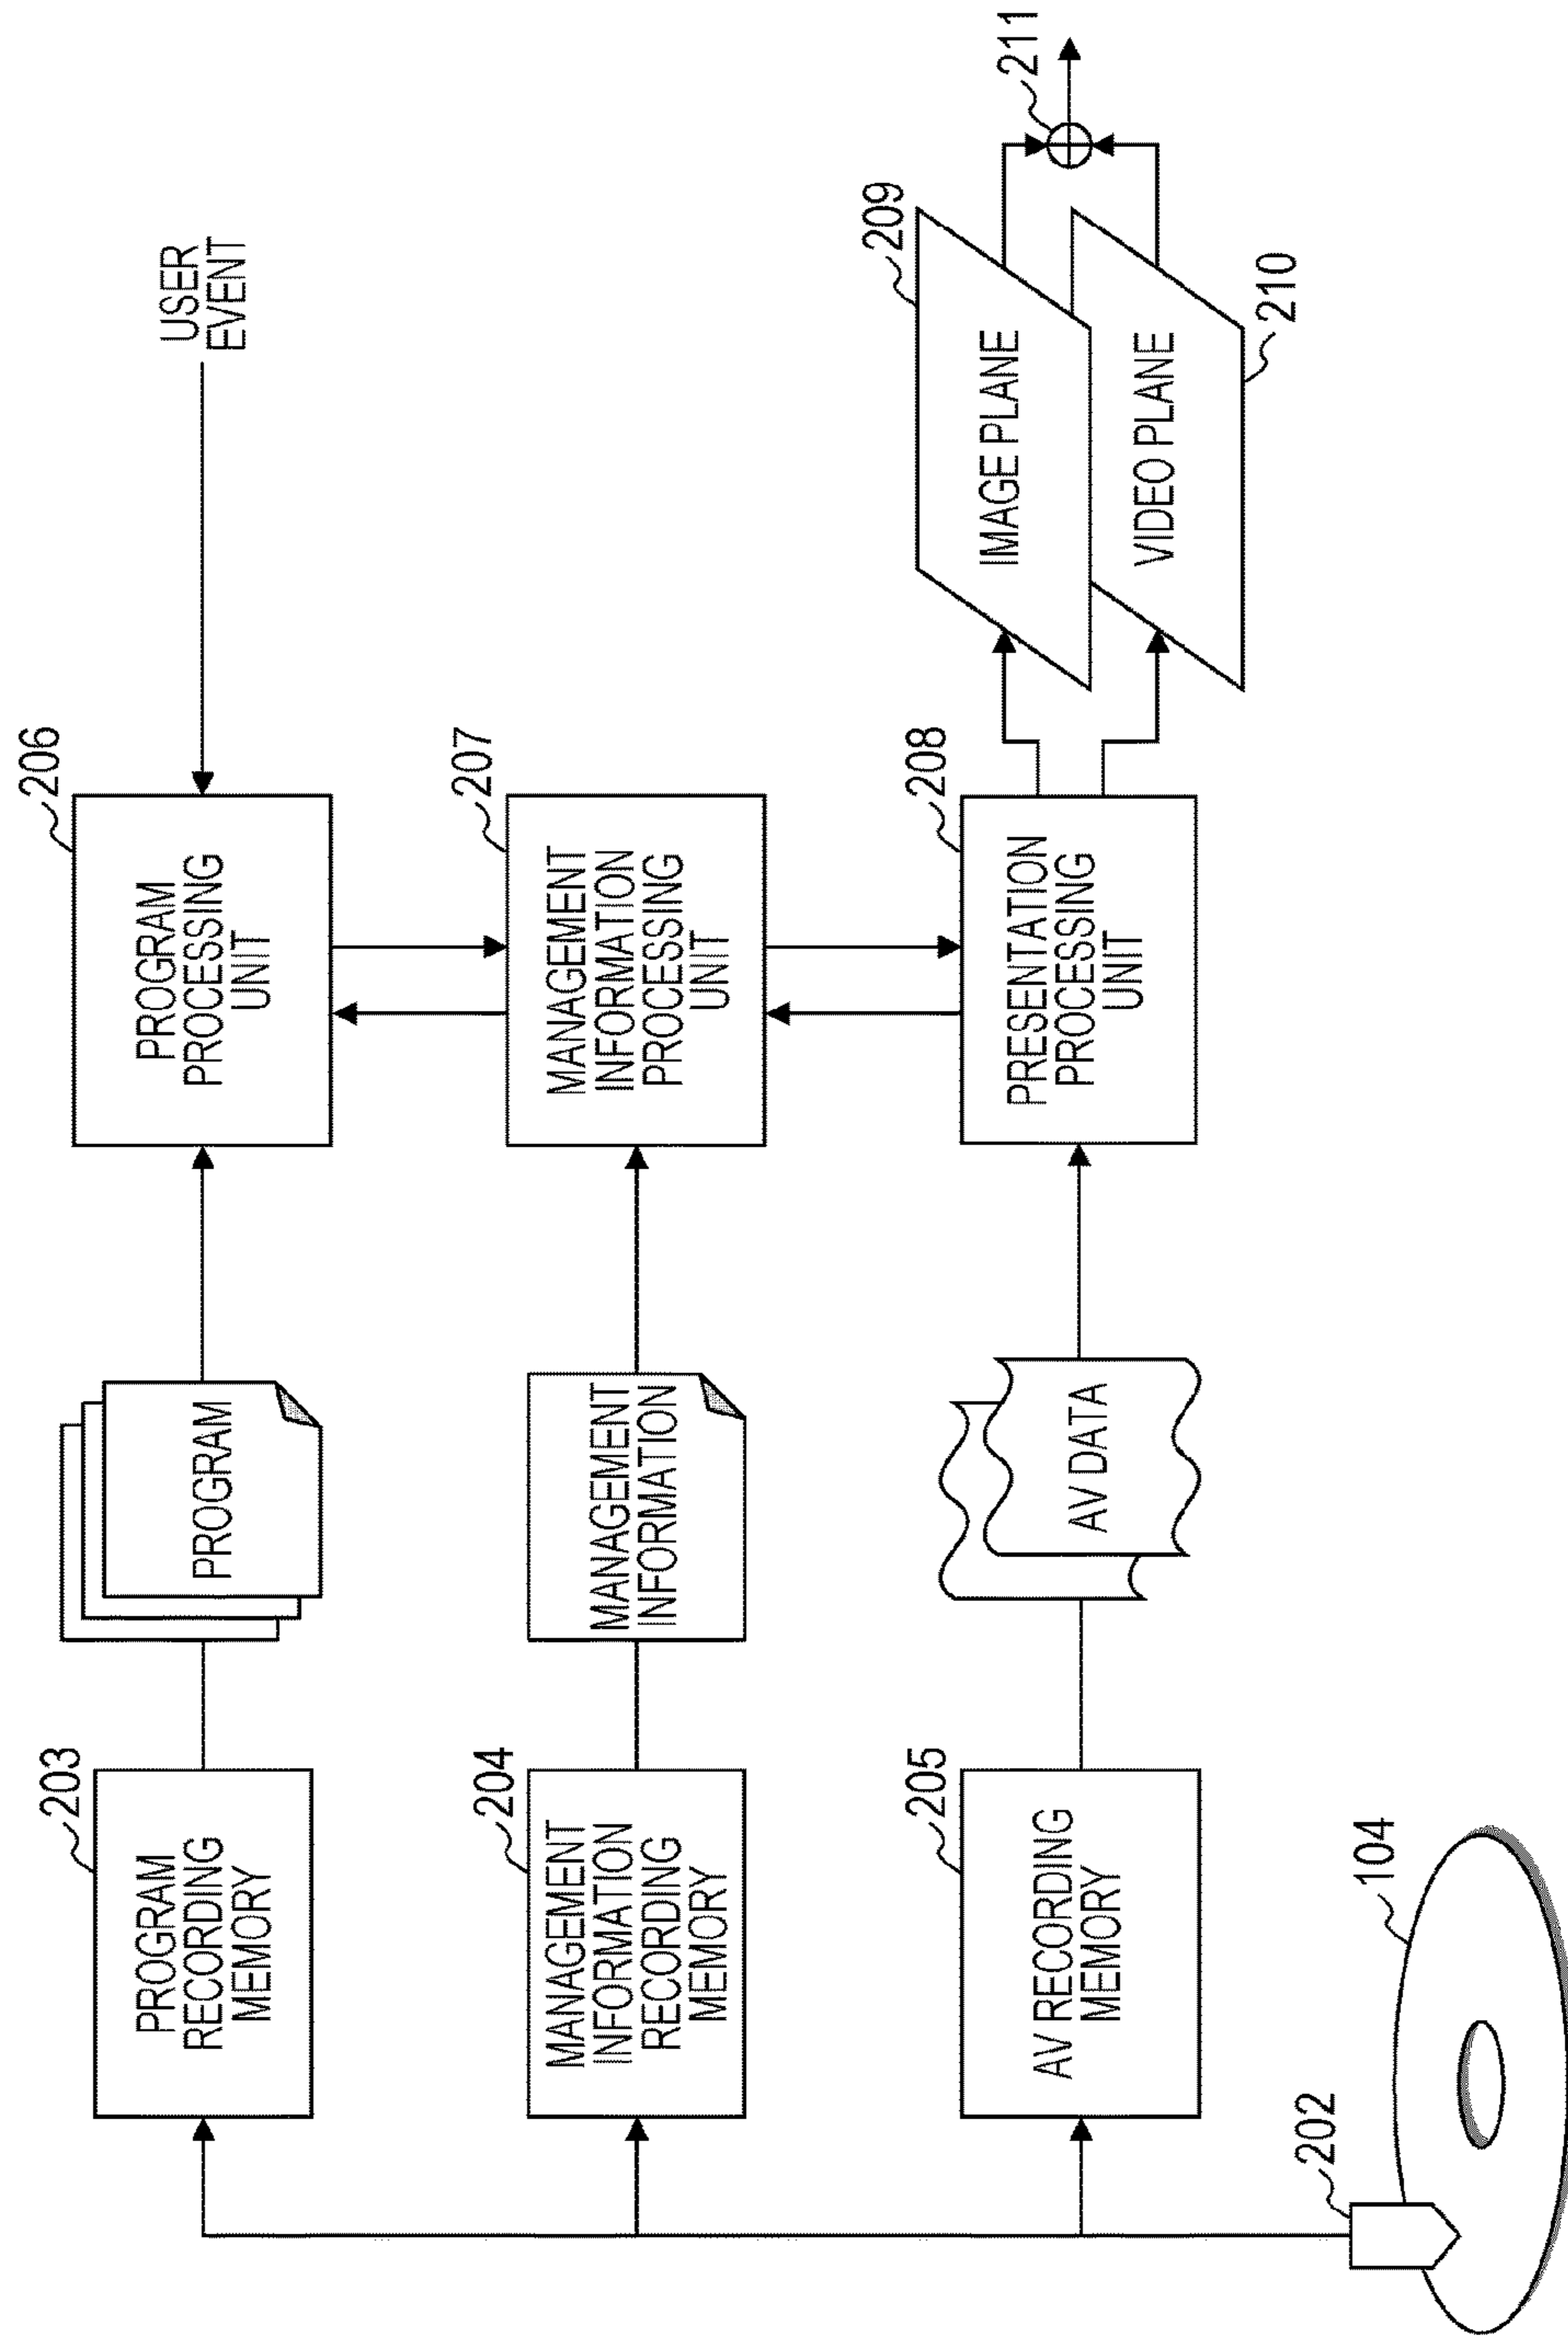 203
PROGRAM
RECORDING
MEMORY
PROGRAM
206
PROGRAM
PROCESSING
UNIT
USER
EVENT
204
MANAGEMENT
INFORMATION
RECORDING
MEMORY
MANAGEMENT
INFORMATION
207
MANAGEMENT
INFORMATION
PROCESSING
UNIT
205
AV RECORDING
MEMORY
AV DATA
208
PRESENTATION
PROCESSING
UNIT
209
IMAGE PLANE
211
VIDEO PLANE
210
202
104